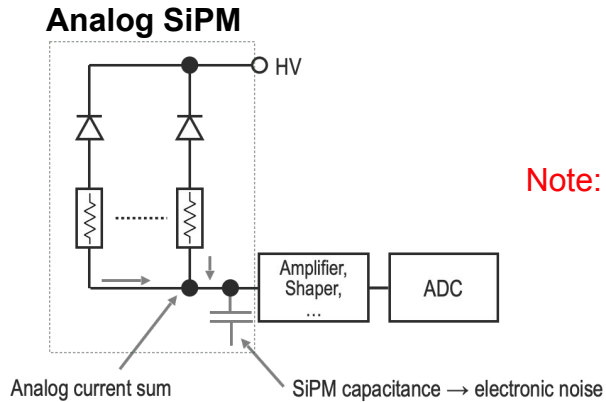 Analog SiPM
HV
Note:
Amplifier,
Shaper,
...
ADC
Analog current sum
SiPM capacitance → electronic noise